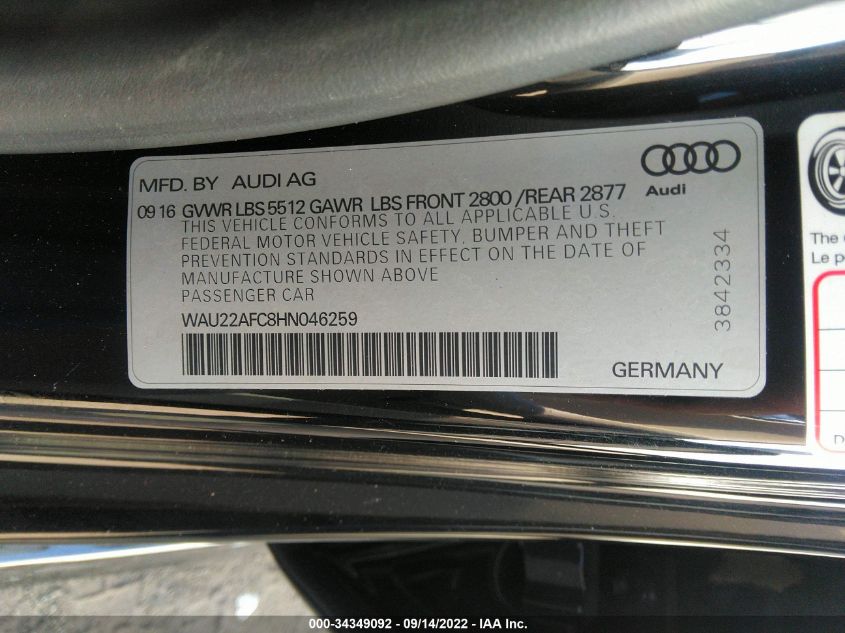 MFD. BY AUDI AG
Audi
09 16 GVWR LBS 5512 GAWR LBS FRONT 2800 / REAR 2877
THIS VEHICLE CONFORMS TO ALL APPLICABLE U.S.
FEDERAL MOTOR VEHICLE SAFETY, BUMPER AND THEFT
PREVENTION STANDARDS IN EFFECT ON THE DATE OF
MANUFACTURE SHOWN ABOVE
PASSENGER CAR
WAU22AFC8HN046259
GERMANY
3842334
The
Le
D
000-34349092 - 09/14/2022 - IAA Inc.